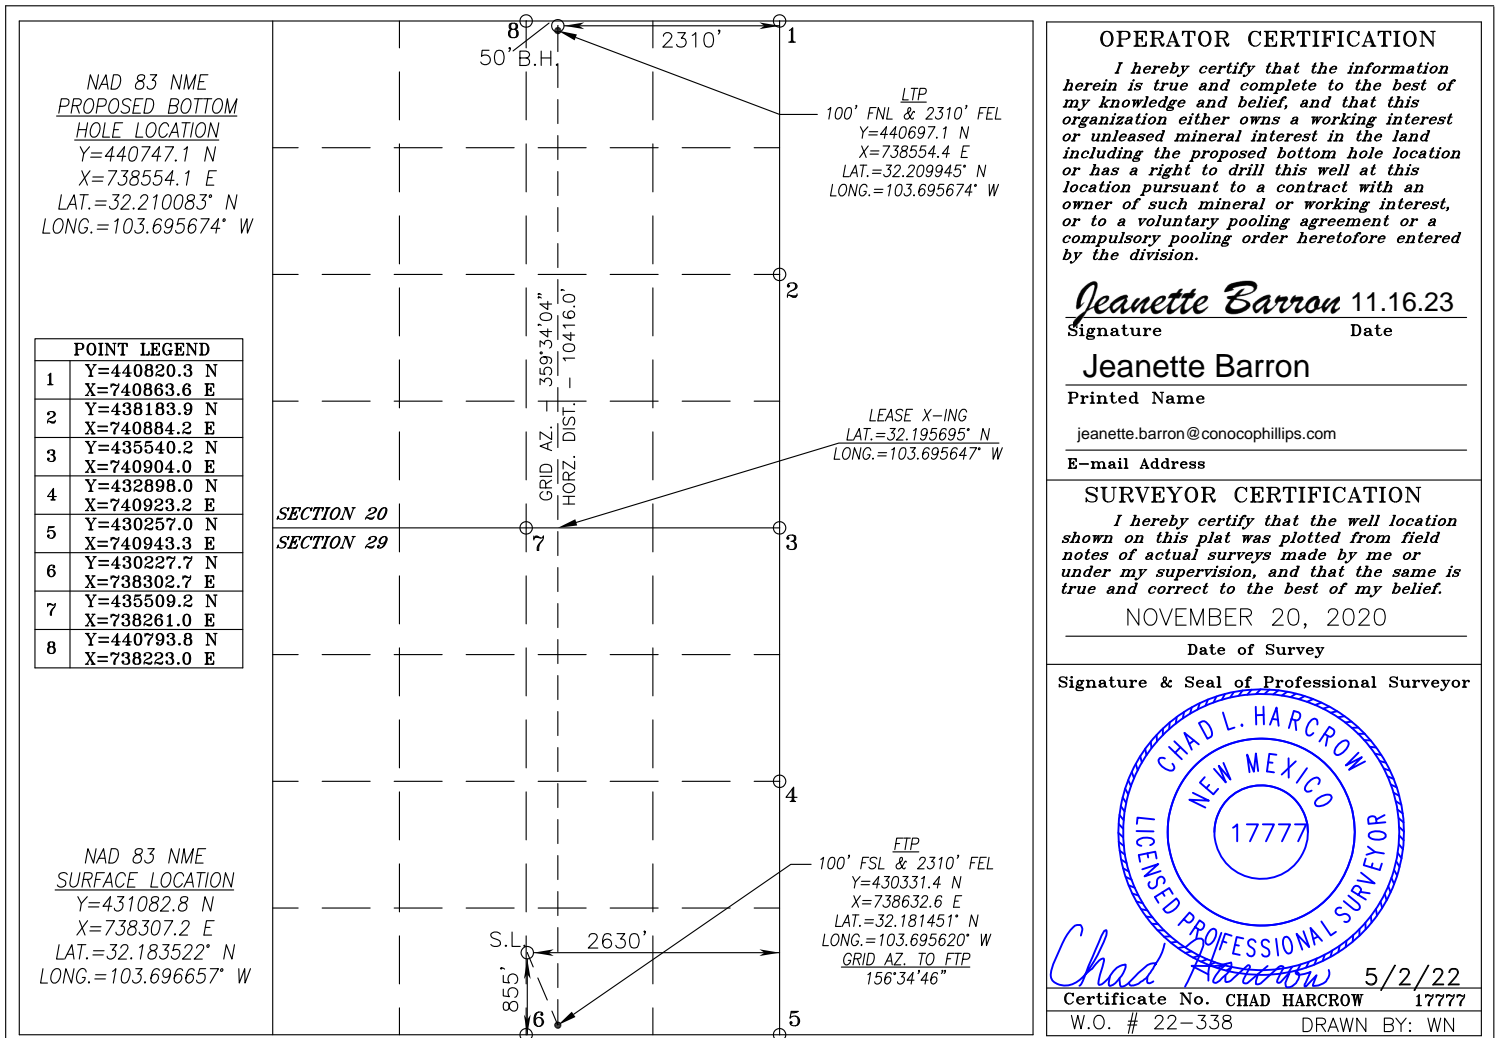 NAD 83 NME
PROPOSED BOTTOM
HOLE LOCATION
Y=440747.1 N
X=738554.1 E
LAT.=32.210083° N
LONG.=103.695674° W
POINT LEGEND
1 Y=440820.3 N
X=740863.6 E
2 Y=438183.9 N
X=740884.2 E
3 Y=435540.2 N
X=740904.0 E
4 Y=432898.0 N
X=740923.2 E
5 Y=430257.0 N
X=740943.3 E
6 Y=430227.7 N
X=738302.7 E
7 Y=435509.2 N
X=738261.0 E
8 Y=440793.8 N
X=738223.0 E
NAD 83 NME
SURFACE LOCATION
Y=431082.8 N
X=738307.2 E
LAT.=32.183522° N
LONG.=103.696657° W
8
1
2310'
50' B.H.
LTP
100' FNL & 2310' FEL
Y=440697.1 N
X=738554.4 E
LAT.=32.209945° N
LONG.=103.695674° W
2
GRID AZ. – 359°34'04"
HORZ. DIST. – 10416.0'
LEASE X-ING
LAT.=32.195695° N
LONG.=103.695647° W
SECTION 20
SECTION 29
7
3
4
FTP
100' FSL & 2310' FEL
Y=430331.4 N
X=738632.6 E
LAT.=32.181451° N
LONG.=103.695620° W
GRID AZ. TO FTP
156°34'46"
S.L.
2630'
855'
6
5
OPERATOR CERTIFICATION
I hereby certify that the information
herein is true and complete to the best of
my knowledge and belief, and that this
organization either owns a working interest
or unleased mineral interest in the land
including the proposed bottom hole location
or has a right to drill this well at this
location pursuant to a contract with an
owner of such mineral or working interest,
or to a voluntary pooling agreement or a
compulsory pooling order heretofore entered
by the division.
Jeanette Barron 11.16.23
Signature Date
Jeanette Barron
Printed Name
jeanette.barron@conocophillips.com
E-mail Address
SURVEYOR CERTIFICATION
I hereby certify that the well location
shown on this plat was plotted from field
notes of actual surveys made by me or
under my supervision, and that the same is
true and correct to the best of my belief.
NOVEMBER 20, 2020
Date of Survey
Signature & Seal of Professional Surveyor
CHAD L. HARCROW
NEW MEXICO
17777
LICENSED PROFESSIONAL SURVEYOR
Chad Harcrow 5/2/22
Certificate No. CHAD HARCROW 17777
W.O. # 22-338 DRAWN BY: WN